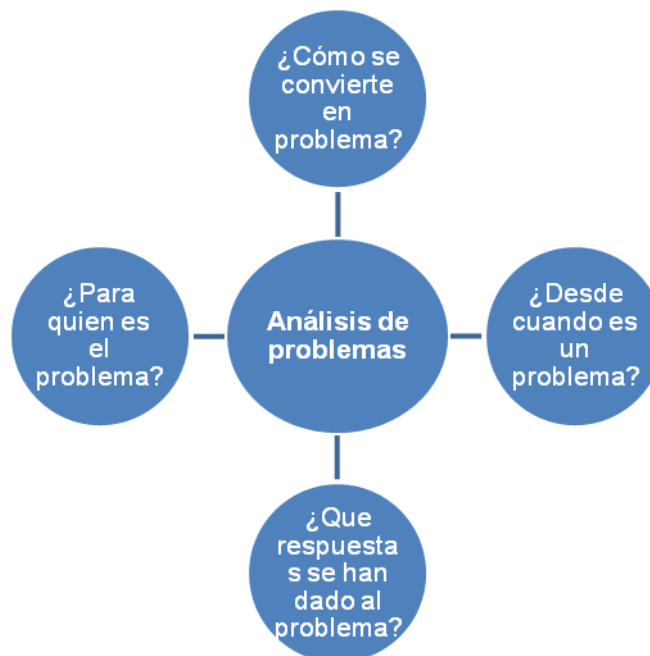 ¿Cómo se
convierte
en
problema?
¿Para
quien es
el
problema?
Análisis de
problemas
¿Desde
cuando es
un
problema?
¿Que
respuesta
s se han
dado al
problema?